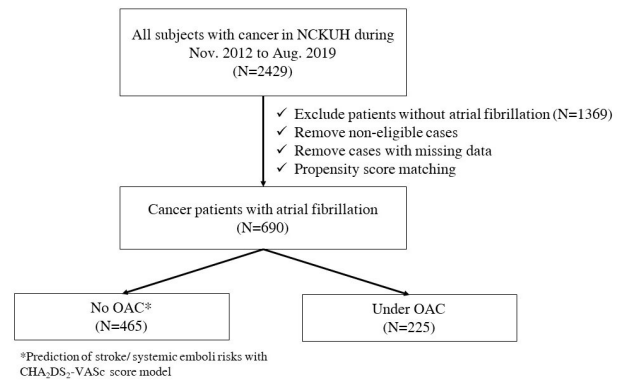 All subjects with cancer in NCKUH during
Nov. 2012 to Aug. 2019
(N=2429)
✓ Exclude patients without atrial fibrillation (N=1369)
✓ Remove non-eligible cases
✓ Remove cases with missing data
✓ Propensity score matching
Cancer patients with atrial fibrillation
(N=690)
No OAC*
(N=465)
Under OAC
(N=225)
*Prediction of stroke/ systemic emboli risks with
CHA₂DS₂-VASc score model